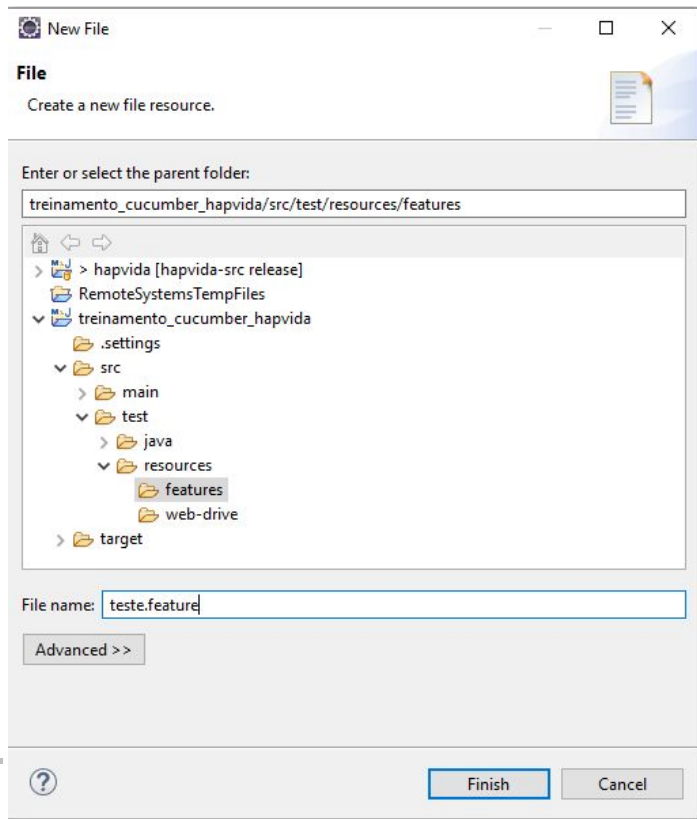 New File
File
Create a new file resource.
Enter or select the parent folder:
treinamento_cucumber_hapvida/src/test/resources/features
> hapvida [hapvida-src release]
RemoteSystemsTempFiles
treinamento_cucumber_hapvida
.settings
src
main
test
java
resources
features
web-drive
target
File name: teste.feature
Advanced >>
? Finish Cancel